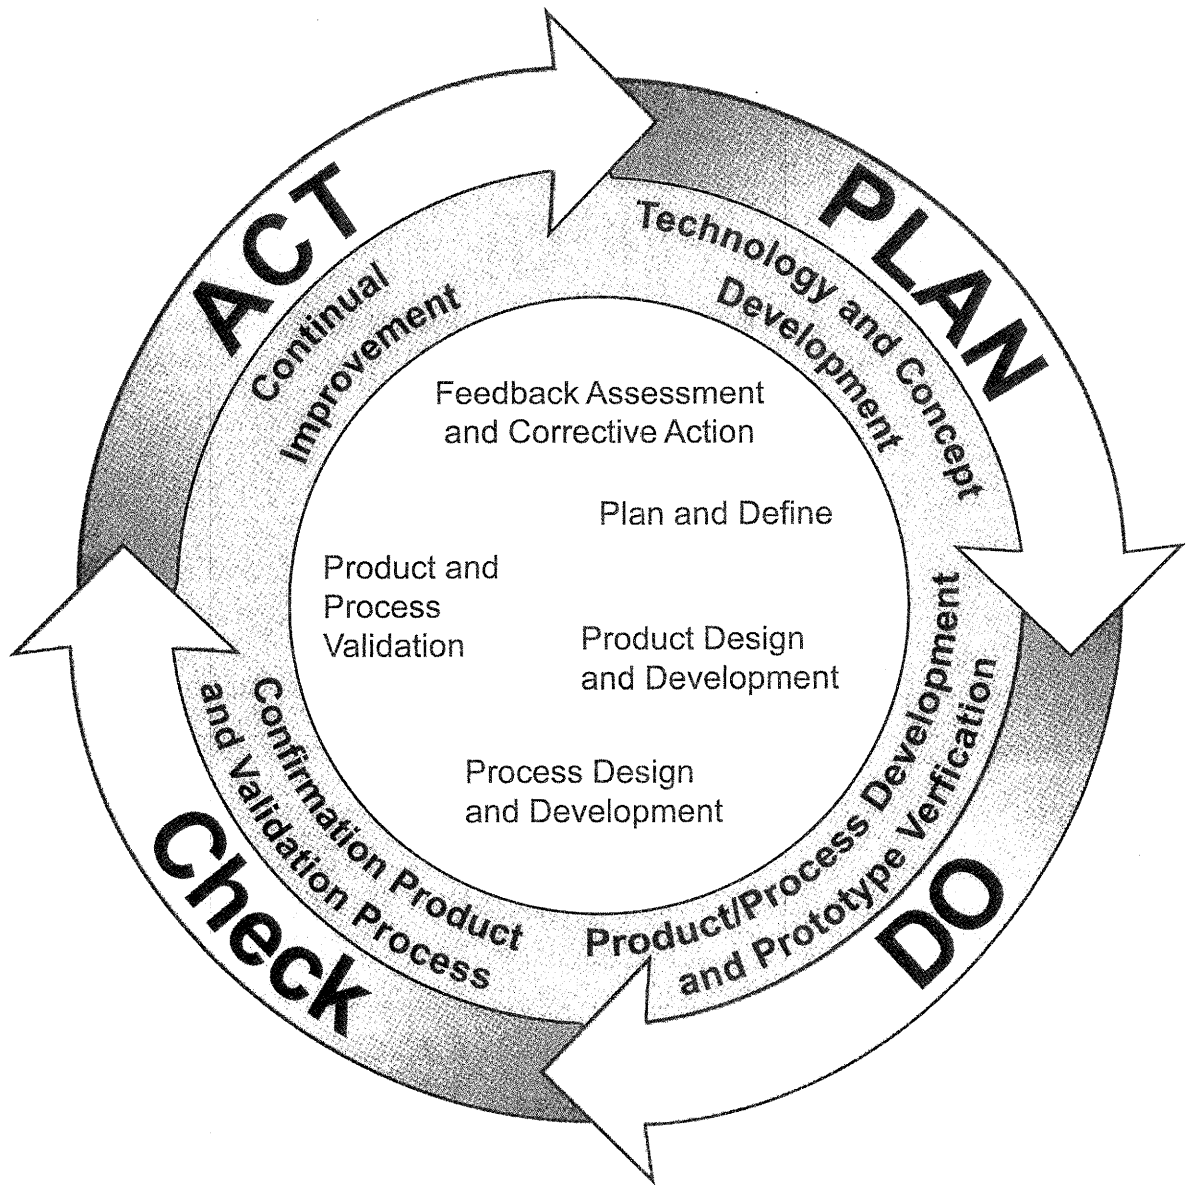 ACT
PLAN
DO
Check
Continual
Improvement
Technology and Concept
Development
Product/Process Development
and Prototype Verfication
Confirmation Product
and Validation Process
Feedback Assessment
and Corrective Action
Plan and Define
Product and
Process
Validation
Product Design
and Development
Process Design
and Development